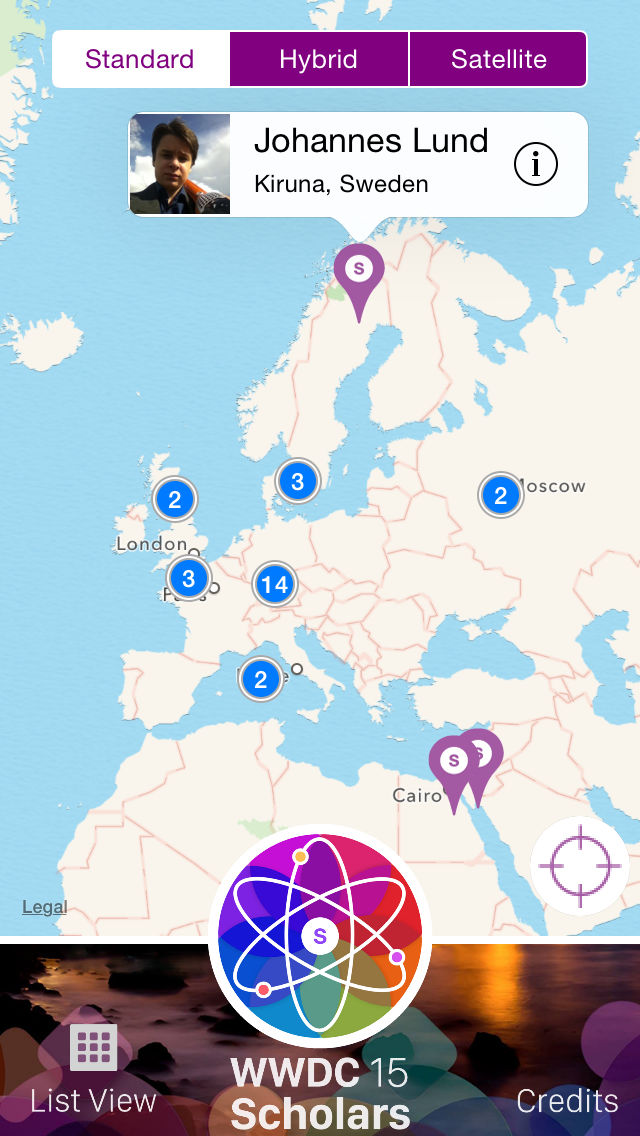 Standard Hybrid Satellite
Johannes Lund
i
Kiruna, Sweden
S
3
2
2
oscow
London
3
14
2
e
S
S
Cairo
Legal
S
WWDC 15
List View
Scholars
Credits